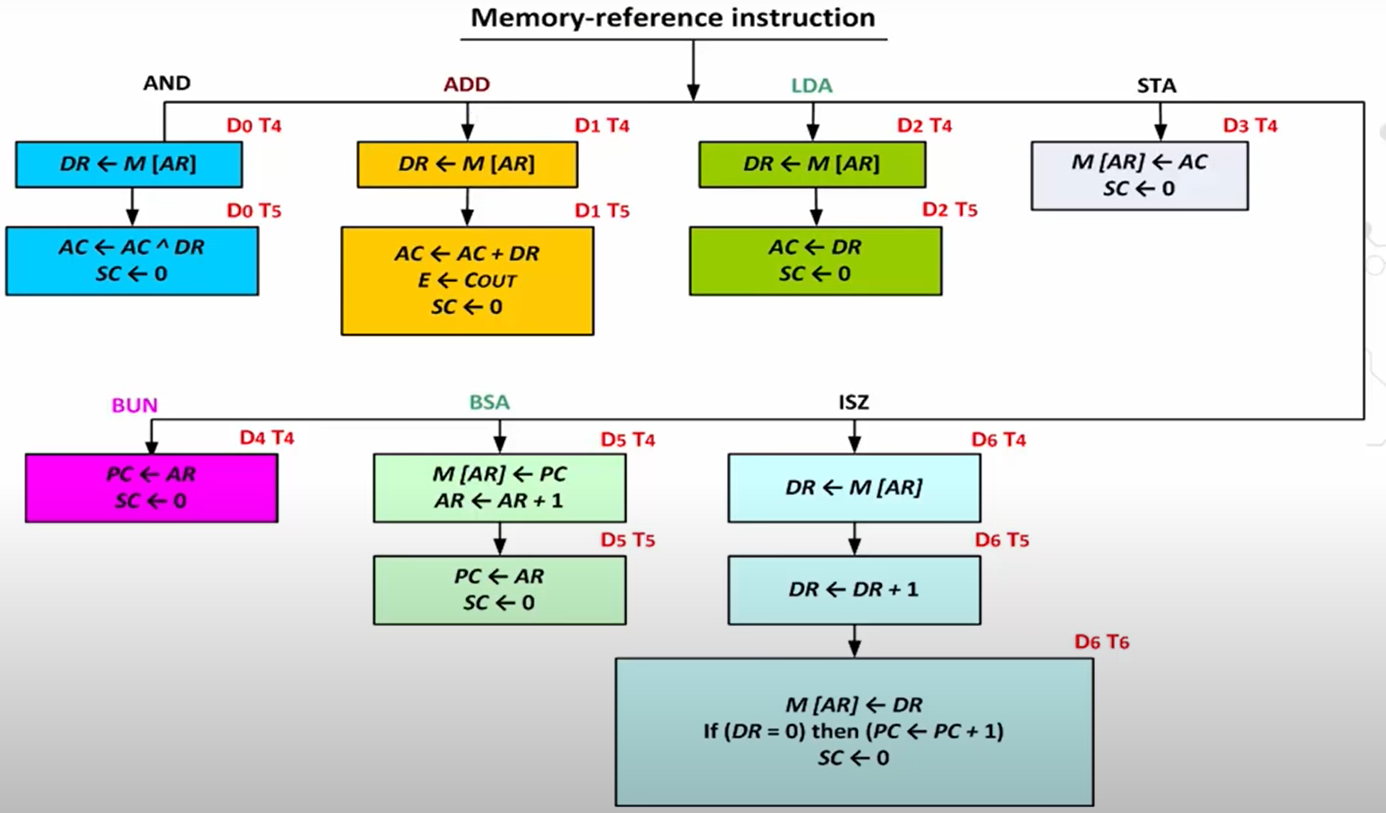 Memory-reference instruction
AND
ADD
LDA
STA
D0 T4
D1 T4
D2 T4
D3 T4
DR ← M [AR]
DR ← M [AR]
DR ← M [AR]
M [AR] ← AC
SC ← 0
D0 T5
D1 T5
D2 T5
AC ← AC ^ DR
SC ← 0
AC ← AC + DR
E ← COUT
SC ← 0
AC ← DR
SC ← 0
BUN
BSA
ISZ
D4 T4
D5 T4
D6 T4
PC ← AR
SC ← 0
M [AR] ← PC
AR ← AR + 1
DR ← M [AR]
D5 T5
D6 T5
PC ← AR
SC ← 0
DR ← DR + 1
D6 T6
M [AR] ← DR
If (DR = 0) then (PC ← PC + 1)
SC ← 0